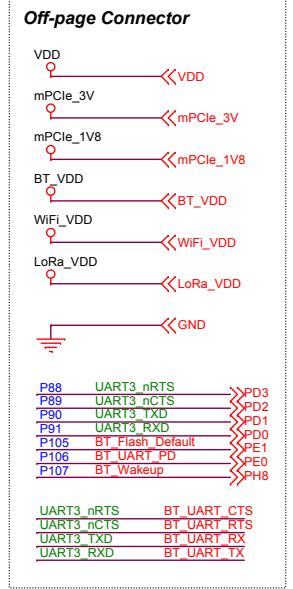 Off-page Connector
VDD
VDD
mPCIe_3V
mPCIe_3V
mPCIe_1V8
mPCIe_1V8
BT_VDD
BT_VDD
WiFi_VDD
WiFi_VDD
LoRa_VDD
LoRa_VDD
GND
P88 UART3_nRTS PD3
P89 UART3_nCTS PD2
P90 UART3_TXD PD1
P91 UART3_RXD PD0
P105 BT_Flash_Default PE1
P106 BT_UART_PD PE0
P107 BT_Wakeup PH8
UART3_nRTS BT_UART_CTS
UART3_nCTS BT_UART_RTS
UART3_TXD BT_UART_RX
UART3_RXD BT_UART_TX